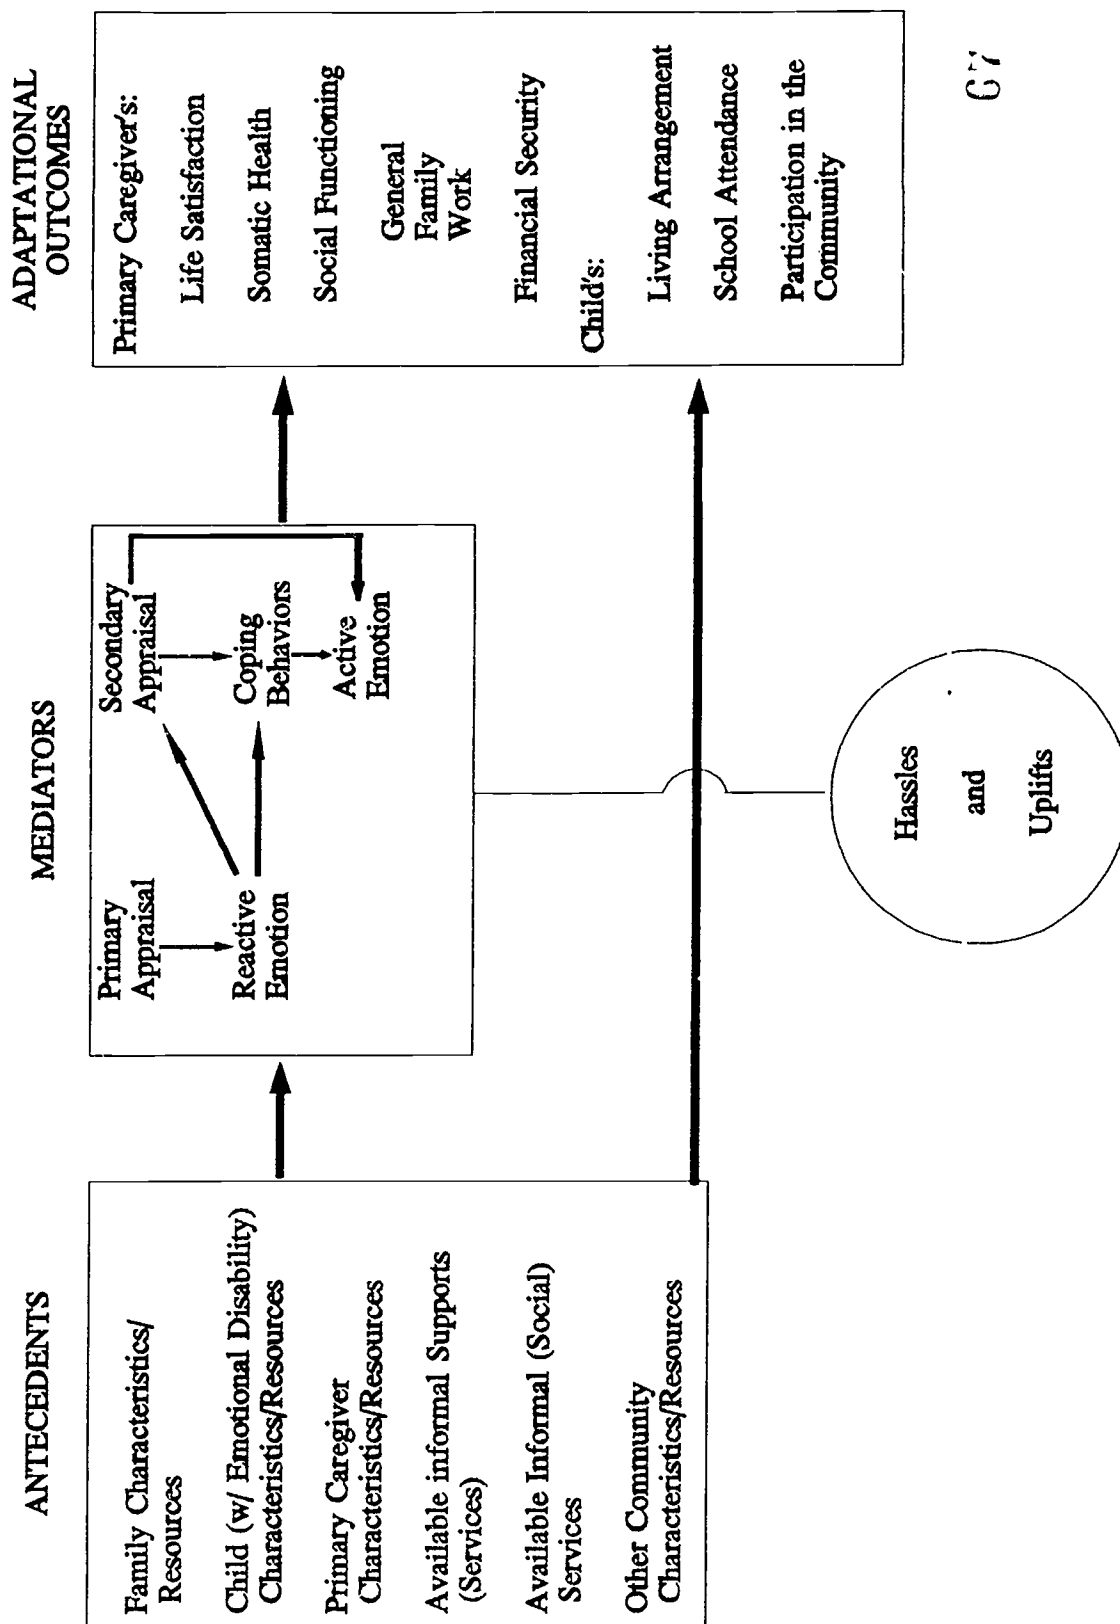 ANTECEDENTS
Family Characteristics/
Resources
Child (w/ Emotional Disability)
Characteristics/Resources
Primary Caregiver
Characteristics/Resources
Available informal Supports
(Services)
Available Informal (Social)
Services
Other Community
Characteristics/Resources
MEDIATORS
Primary
Appraisal
Reactive
Emotion
Secondary
Appraisal
Coping
Behaviors
Active
Emotion
Hassles
and
Uplifts
ADAPTATIONAL
OUTCOMES
Primary Caregiver's:
Life Satisfaction
Somatic Health
Social Functioning
General
Family
Work
Financial Security
Child's:
Living Arrangement
School Attendance
Participation in the
Community